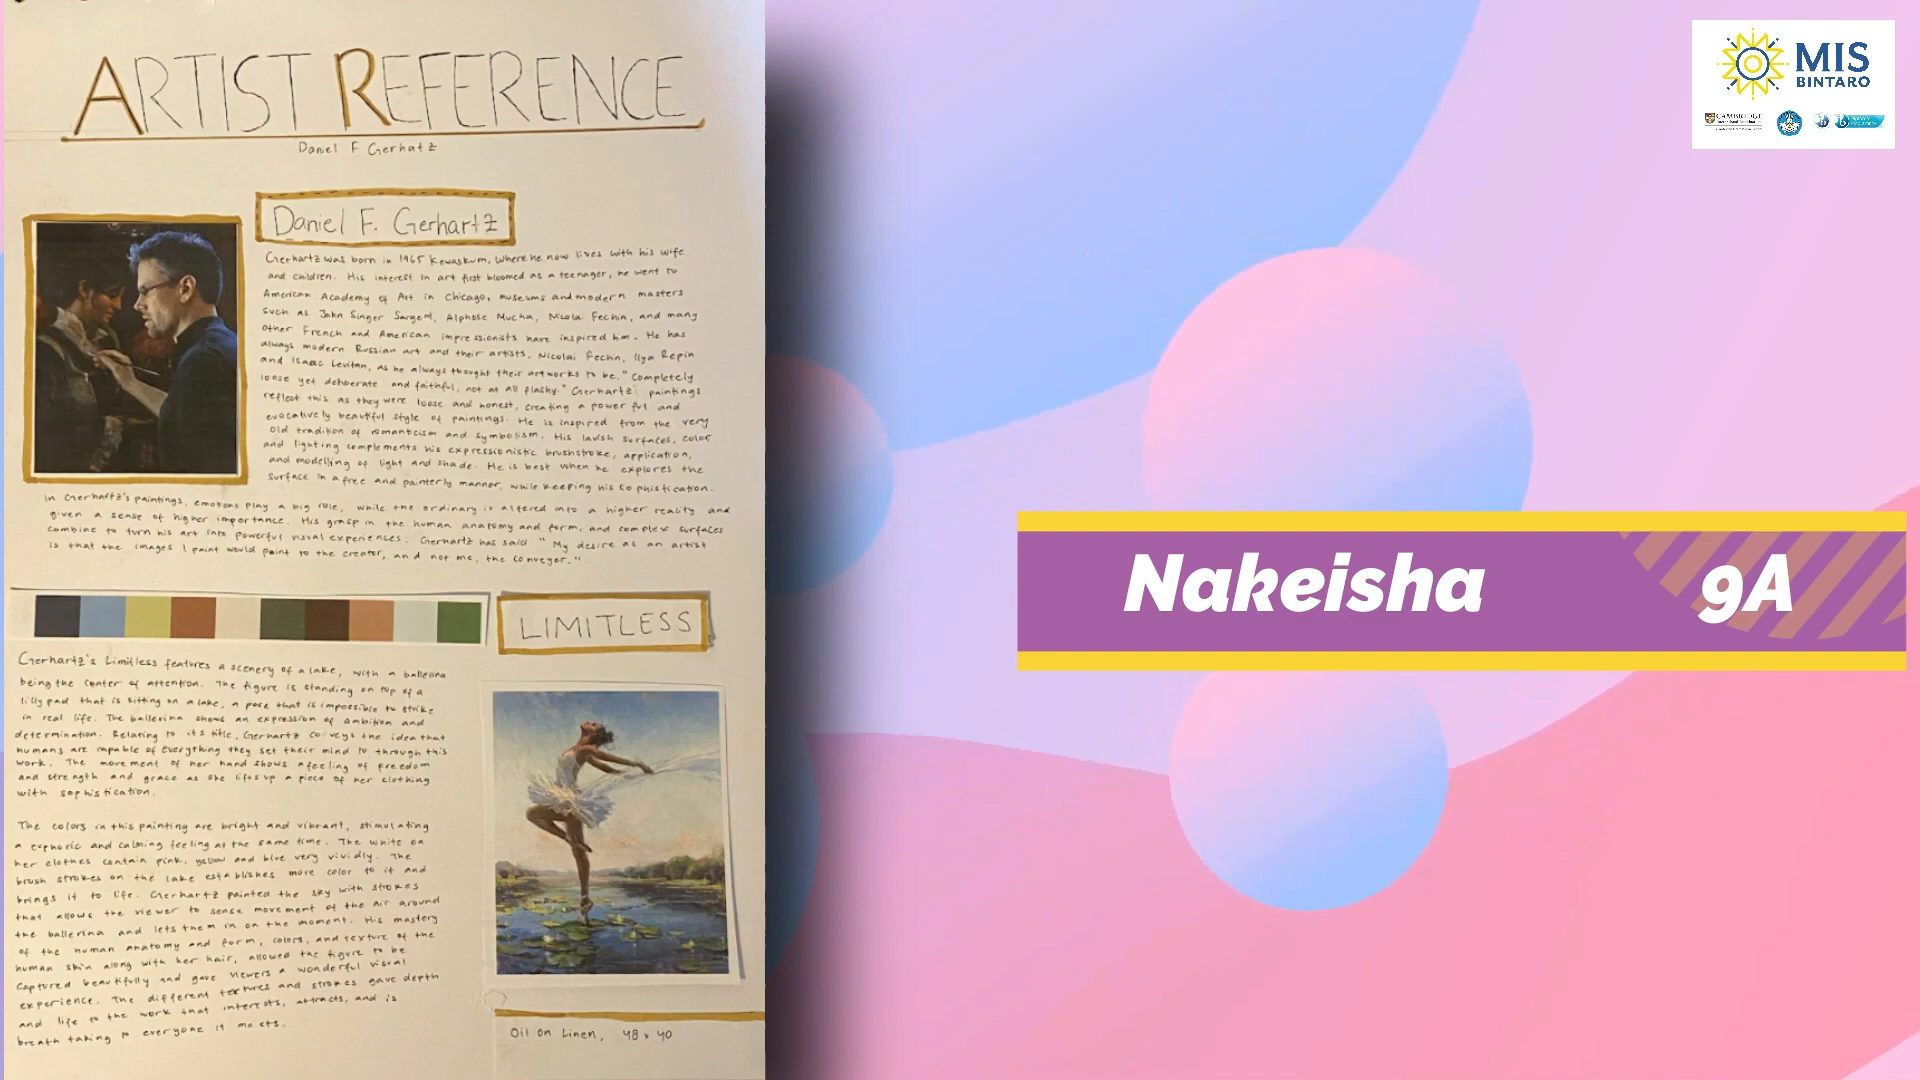 ARTIST REFERENCE
Daniel F Gerhatz
Daniel F. Gerhartz
Gerhartz was born in 1965 Kewaskum, where he now lives with his wife
and children. His interest in art first bloomed as a teenager, he went to
American Academy of Art in Chicago, museums and modern masters
such as John Singer Sargent, Alphose Mucha, Nicolai Fechin, and many
other French and American impressionists have inspired him. He has
always modern Russian art and their artists, Nicolai Fechin, Ilya Repin
and Isaac Levitan, as he always thought their artworks to be, "Completely
loose yet deliberate and faithful, not at all flashy" Gerhartz' paintings
reflect this as they were loose and honest, creating a power ful and
evocatively beautiful style of paintings. He is inspired from the very
old tradition of romanticism and symbolism. His lavish surfaces, color
and lighting complements his expressionistic brushstroke, application,
and modelling of light and shade. He is best when he explores the
surface in a free and painterly manner, while keeping his sophistication.
In Gerhartz's paintings, emotions play a big role, while the ordinary is altered into a higher reality and
given a sense of higher importance. His grasp in the human anatomy and form, and complex surfaces
combine to turn his art into powerful visual experiences. Gerhartz has said "My desire as an artist
is that the images I paint would point to the creator, and not me, the conveyer."
LIMITLESS
Gerhartz's Limitless features a scenery of a lake, with a ballerina
being the center of attention. The figure is standing on top of a
lilly pad that is sitting on a lake, a pose that is impossible to strike
in real life. The ballerina shows an expression of ambition and
determination. Relating to its title, Gerhartz conveys the idea that
humans are capable of everything they set their mind to through this
work. The movement of her hand shows a feeling of freedom
and strength and grace as she lifts up a piece of her clothing
with sophistication.
The colors in this painting are bright and vibrant, stimulating
a euphoric and calming feeling at the same time. The white on
her clothes contain pink, yellow and blue very vividly. The
brush strokes on the lake establishes more color to it and
brings it to life. Gerhartz painted the sky with strokes
that allows the viewer to sense movement of the air around
the ballerina and lets them in on the moment. His mastery
of the human anatomy and form, colors, and texture of the
human skin along with her hair, allowed the figure to be
captured beautifully and gave viewers a wonderful visual
experience. The different textures and strokes gave depth
and life to the work that interests, attracts, and is
breath taking to everyone it meets.
Oil on Linen, 48 x 40
MIS
BINTARO
CAMBRIDGE
Nakeisha 9A